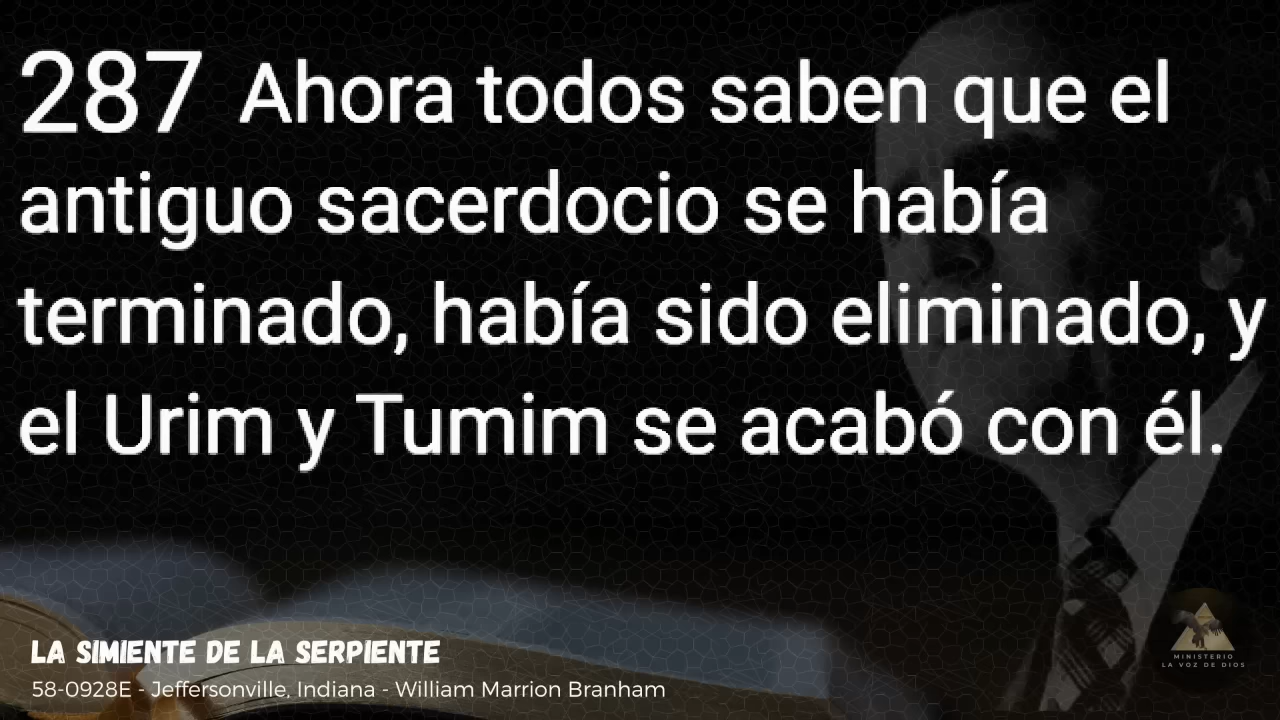 287 Ahora todos saben que el
antiguo sacerdocio se había
terminado, había sido eliminado, y
el Urim y Tumim se acabó con él.
LA SIMIENTE DE LA SERPIENTE
58-0928E - Jeffersonville, Indiana - William Marrion Branham
MINISTERIO
LA VOZ DE DIOS